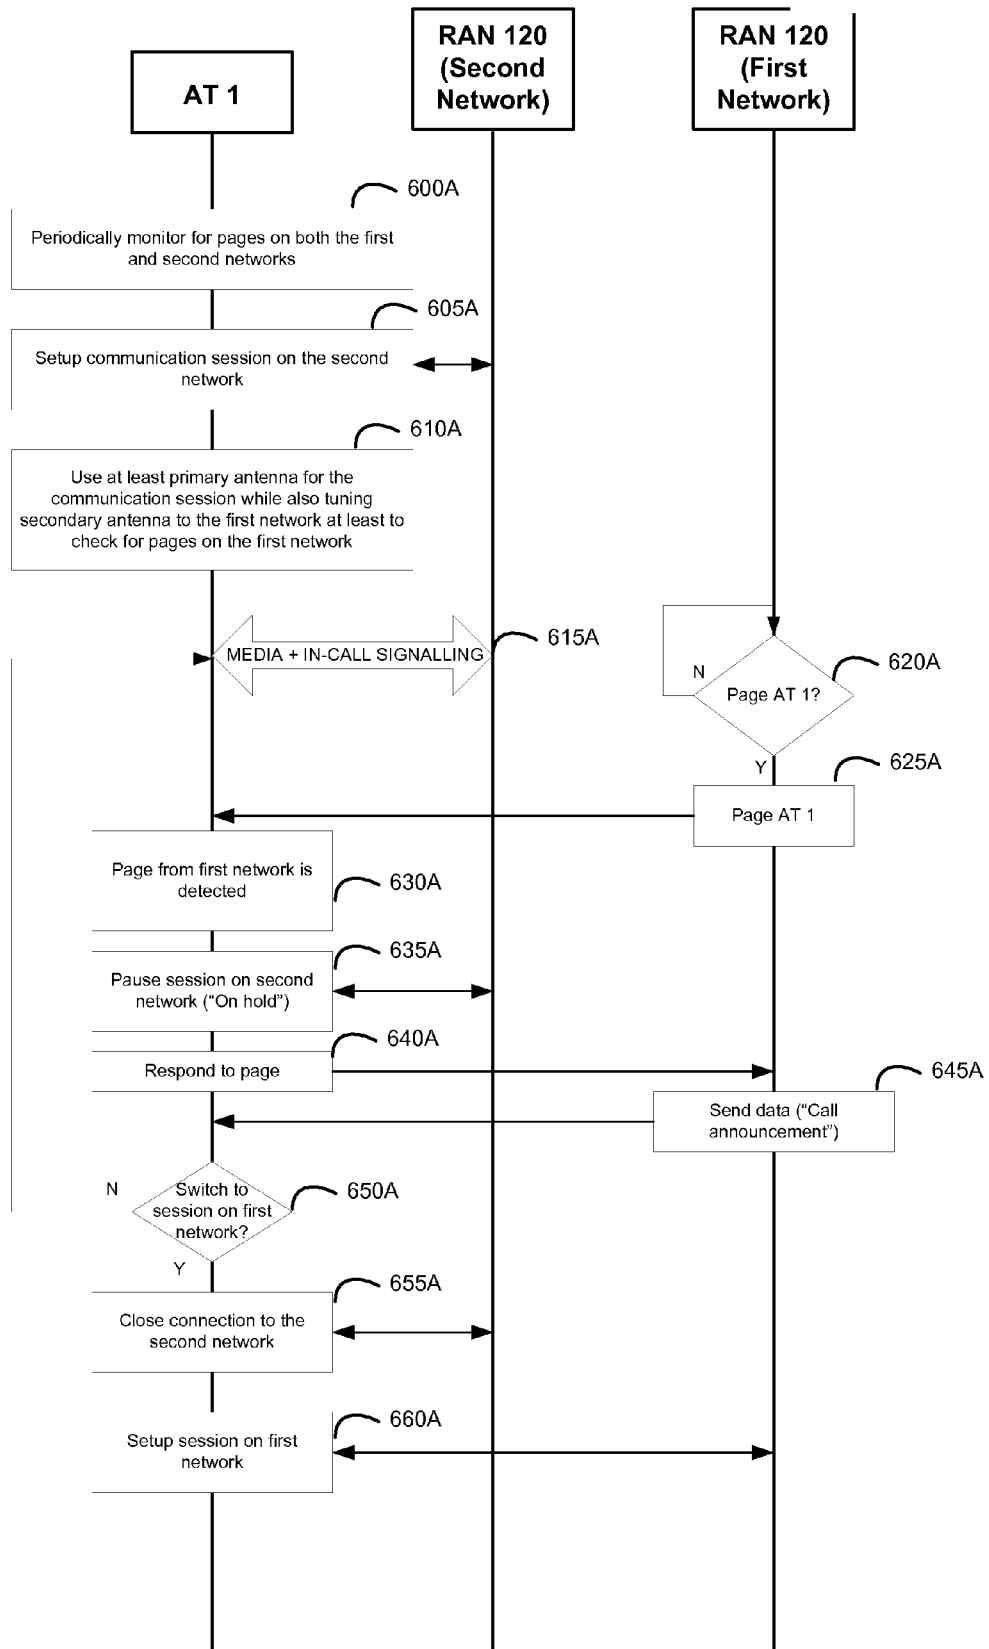 AT 1
RAN 120
(Second
Network)
RAN 120
(First
Network)
600A
Periodically monitor for pages on both the first
and second networks
605A
Setup communication session on the second
network
610A
Use at least primary antenna for the
communication session while also tuning
secondary antenna to the first network at least to
check for pages on the first network
MEDIA + IN-CALL SIGNALLING
615A
620A
N
Page AT 1?
Y
625A
Page AT 1
Page from first network is
detected
630A
635A
Pause session on second
network (“On hold”)
640A
Respond to page
645A
Send data (“Call
announcement”)
N
Switch to
session on first
network?
650A
Y
655A
Close connection to the
second network
660A
Setup session on first
network